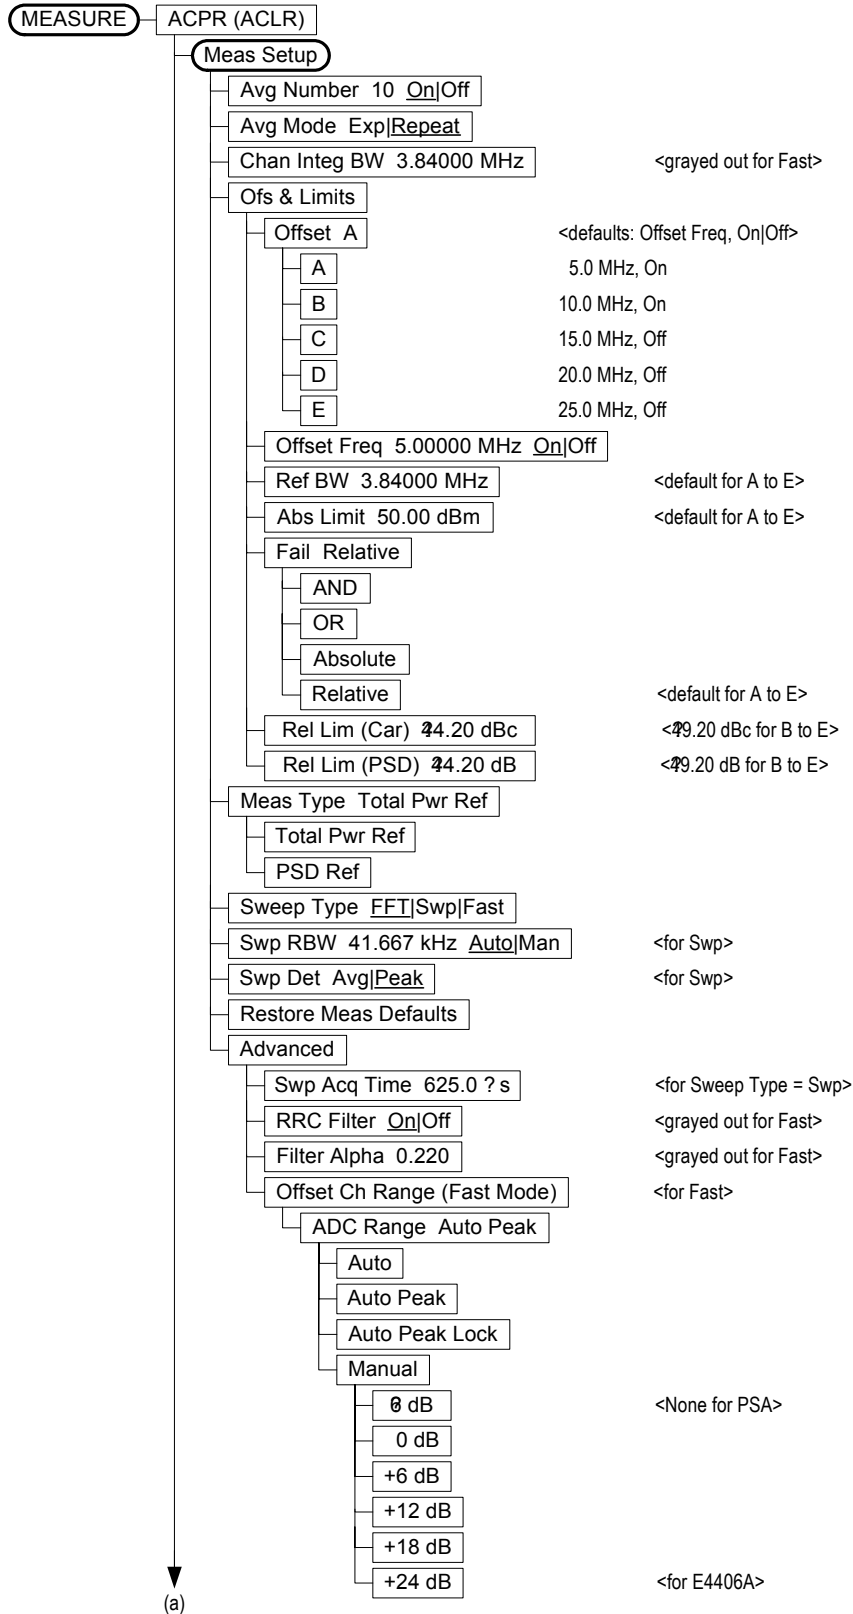 MEASURE ACPR (ACLR)
Meas Setup
Avg Number 10 On|Off
Avg Mode Exp|Repeat
Chan Integ BW 3.84000 MHz <grayed out for Fast>
Ofs & Limits
Offset A <defaults: Offset Freq, On|Off>
A 5.0 MHz, On
B 10.0 MHz, On
C 15.0 MHz, Off
D 20.0 MHz, Off
E 25.0 MHz, Off
Offset Freq 5.00000 MHz On|Off
Ref BW 3.84000 MHz <default for A to E>
Abs Limit 50.00 dBm <default for A to E>
Fail Relative
AND
OR
Absolute
Relative <default for A to E>
Rel Lim (Car) dBc dBc for B to E>
Rel Lim (PSD) dB dB for B to E>
Meas Type Total Pwr Ref
Total Pwr Ref
PSD Ref
Sweep Type FFT|Swp|Fast
Swp RBW 41.667 kHz Auto|Man <for Swp>
Swp Det Avg|Peak <for Swp>
Restore Meas Defaults
Advanced
Swp Acq Time 625.0 ? s <for Sweep Type = Swp>
RRC Filter On|Off <grayed out for Fast>
Filter Alpha 0.220 <grayed out for Fast>
Offset Ch Range (Fast Mode) <for Fast>
ADC Range Auto Peak
Auto
Auto Peak
Auto Peak Lock
Manual
dB <None for PSA>
0 dB
+6 dB
+12 dB
+18 dB
+24 dB <for E4406A>
(a)